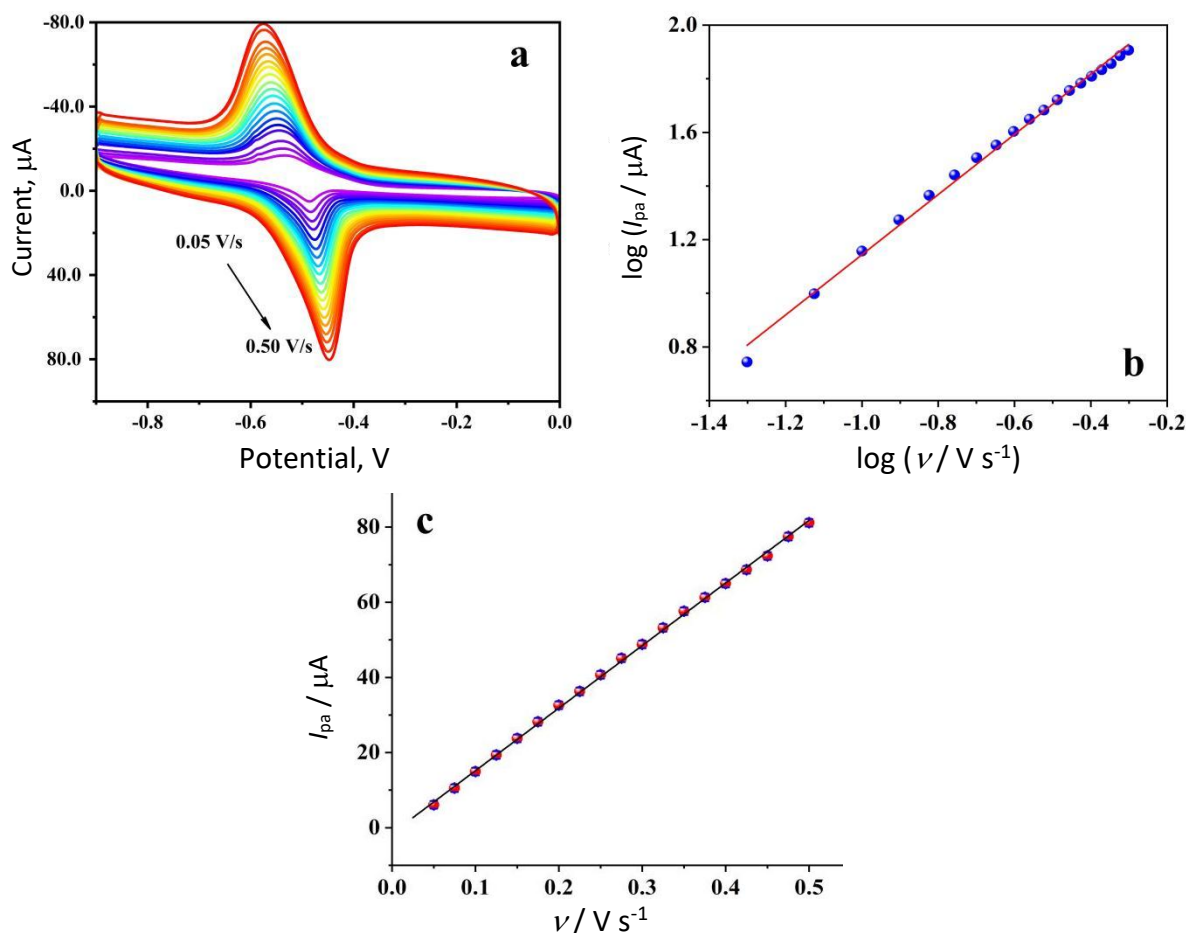 a
-80.0
-40.0
0.0
40.0
80.0
Current, μA
0.05 V/s
0.50 V/s
-0.8 -0.6 -0.4 -0.2 0.0
Potential, V
b
2.0
1.6
1.2
0.8
log (Ipa / μA)
-1.4 -1.2 -1.0 -0.8 -0.6 -0.4 -0.2
log (ν / V s-1)
c
80
60
40
20
0
Ipa / μA
0.0 0.1 0.2 0.3 0.4 0.5
ν / V s-1